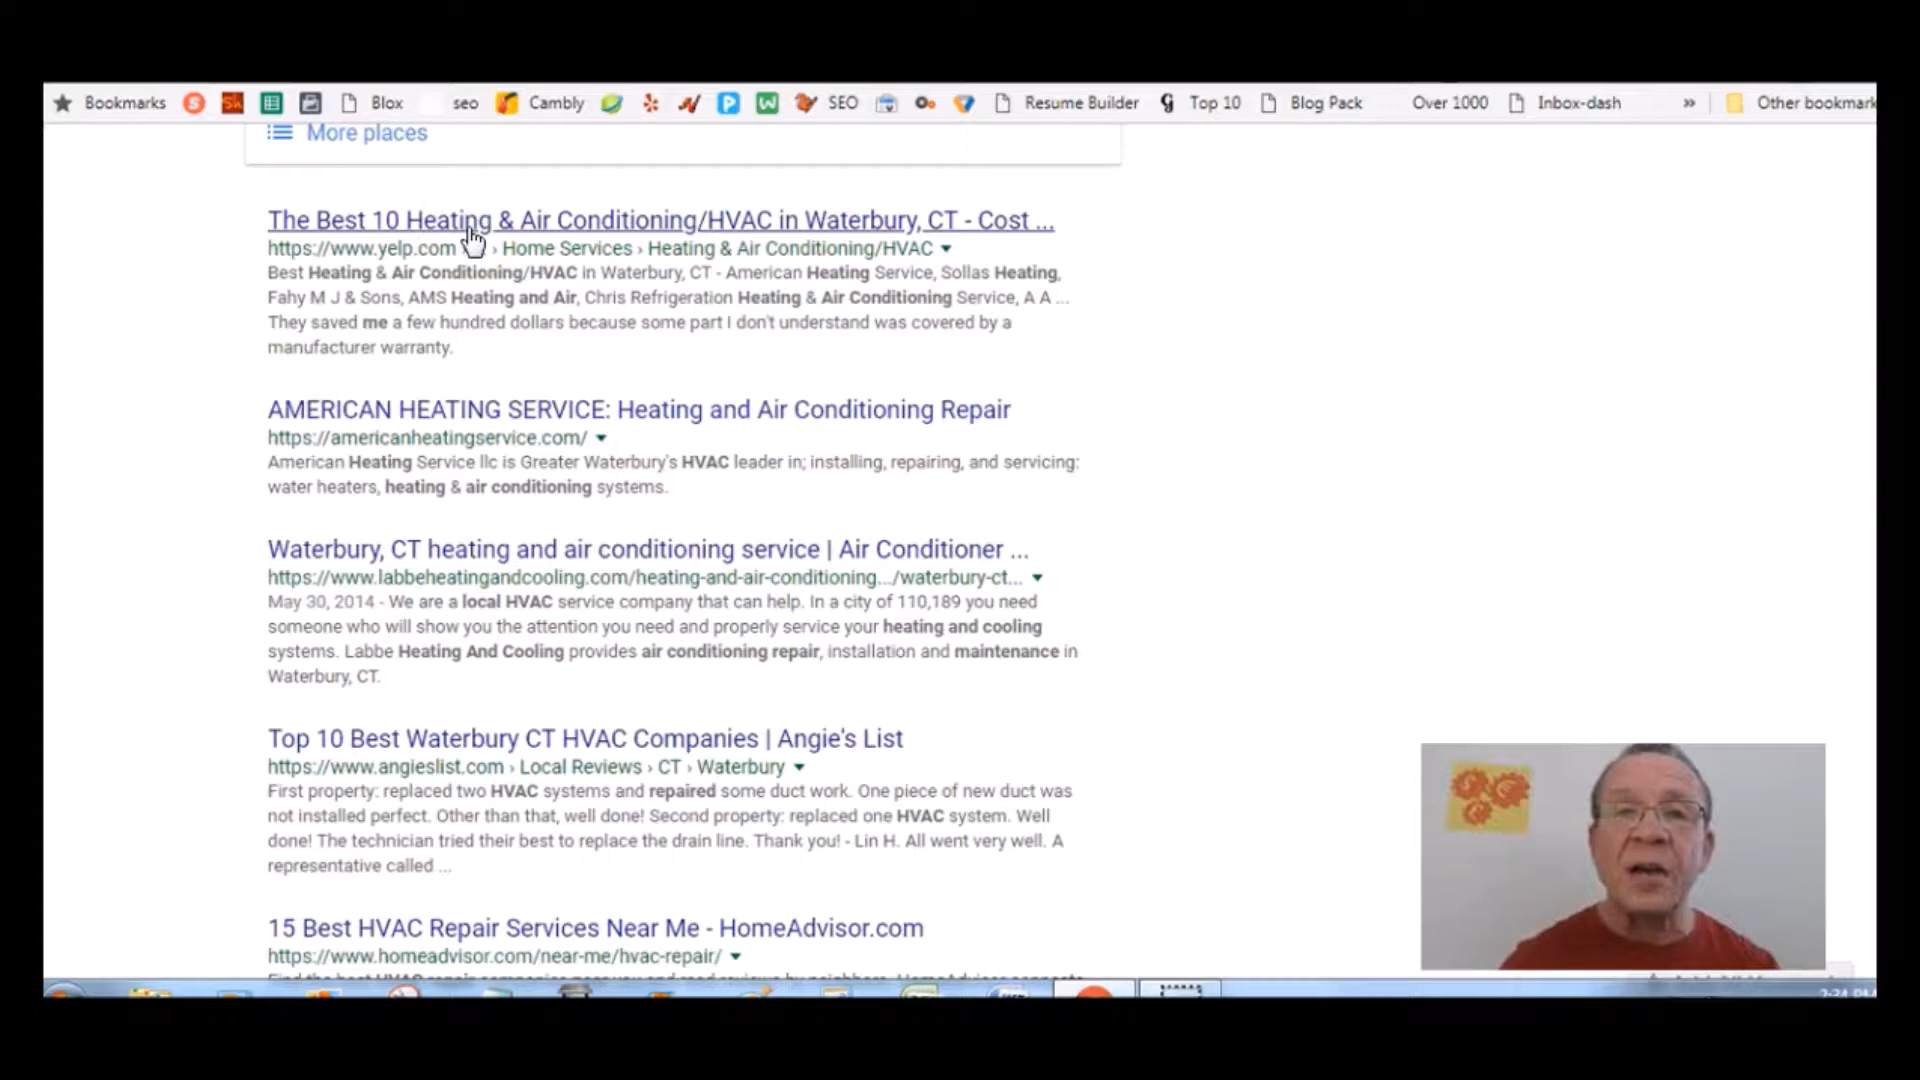 Bookmarks Blox seo Cambly SEO Resume Builder Top 10 Blog Pack Over 1000 Inbox-dash » Other bookmark
More places
The Best 10 Heating & Air Conditioning/HVAC in Waterbury, CT - Cost ...
https://www.yelp.com › Home Services › Heating & Air Conditioning/HVAC
Best Heating & Air Conditioning/HVAC in Waterbury, CT - American Heating Service, Sollas Heating,
Fahy M J & Sons, AMS Heating and Air, Chris Refrigeration Heating & Air Conditioning Service, A A ...
They saved me a few hundred dollars because some part I don't understand was covered by a
manufacturer warranty.
AMERICAN HEATING SERVICE: Heating and Air Conditioning Repair
https://americanheatingservice.com/
American Heating Service llc is Greater Waterbury's HVAC leader in; installing, repairing, and servicing:
water heaters, heating & air conditioning systems.
Waterbury, CT heating and air conditioning service | Air Conditioner ...
https://www.labbeheatingandcooling.com/heating-and-air-conditioning.../waterbury-ct...
May 30, 2014 - We are a local HVAC service company that can help. In a city of 110,189 you need
someone who will show you the attention you need and properly service your heating and cooling
systems. Labbe Heating And Cooling provides air conditioning repair, installation and maintenance in
Waterbury, CT.
Top 10 Best Waterbury CT HVAC Companies | Angie's List
https://www.angieslist.com › Local Reviews › CT › Waterbury
First property: replaced two HVAC systems and repaired some duct work. One piece of new duct was
not installed perfect. Other than that, well done! Second property: replaced one HVAC system. Well
done! The technician tried their best to replace the drain line. Thank you! - Lin H. All went very well. A
representative called ...
15 Best HVAC Repair Services Near Me - HomeAdvisor.com
https://www.homeadvisor.com/near-me/hvac-repair/